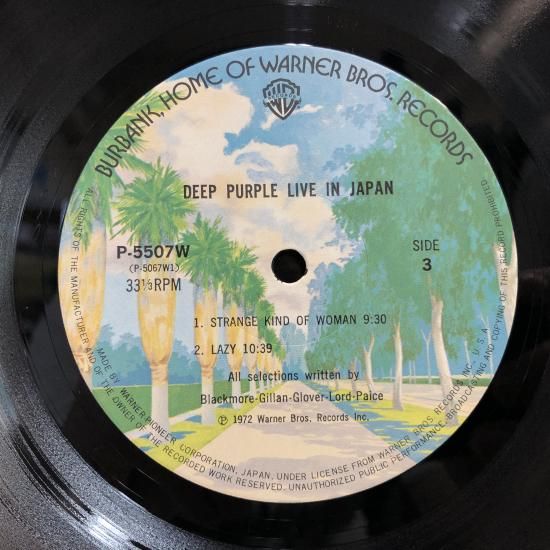 BURBANK, HOME OF WARNER BROS. RECORDS
DEEP PURPLE LIVE IN JAPAN
P-5507W
(P-5067W1)
33⅓RPM
SIDE
3
1. STRANGE KIND OF WOMAN 9:30
2. LAZY 10:39
All selections written by
Blackmore-Gillan-Glover-Lord-Paice
Ⓟ 1972 Warner Bros. Records Inc.
MADE BY WARNER-PIONEER CORPORATION, JAPAN, UNDER LICENSE FROM WARNER BROS. RECORDS INC., U.S.A.
ALL RIGHTS OF THE MANUFACTURER AND OF THE OWNER OF THE RECORDED WORK RESERVED. UNAUTHORIZED PUBLIC PERFORMANCE, BROADCASTING AND COPYING OF THIS RECORD PROHIBITED.